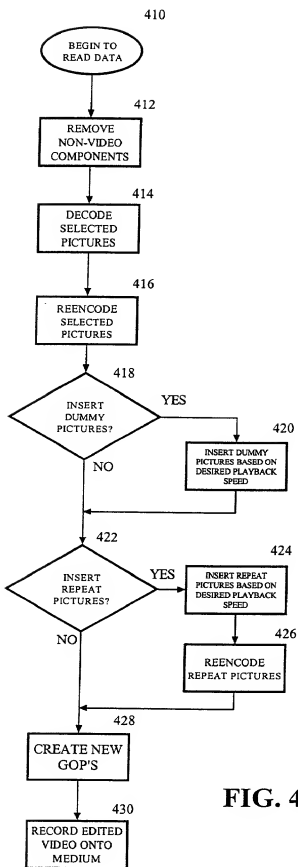 410
BEGIN TO
READ DATA
412
REMOVE
NON-VIDEO
COMPONENTS
414
DECODE
SELECTED
PICTURES
416
REENCODE
SELECTED
PICTURES
418
INSERT
DUMMY
PICTURES?
YES
420
INSERT DUMMY
PICTURES BASED ON
DESIRED PLAYBACK
SPEED
NO
422
INSERT
REPEAT
PICTURES?
YES
424
INSERT REPEAT
PICTURES BASED ON
DESIRED PLAYBACK
SPEED
426
REENCODE
REPEAT PICTURES
NO
428
CREATE NEW
GOP'S
430
RECORD EDITED
VIDEO ONTO
MEDIUM
FIG. 4